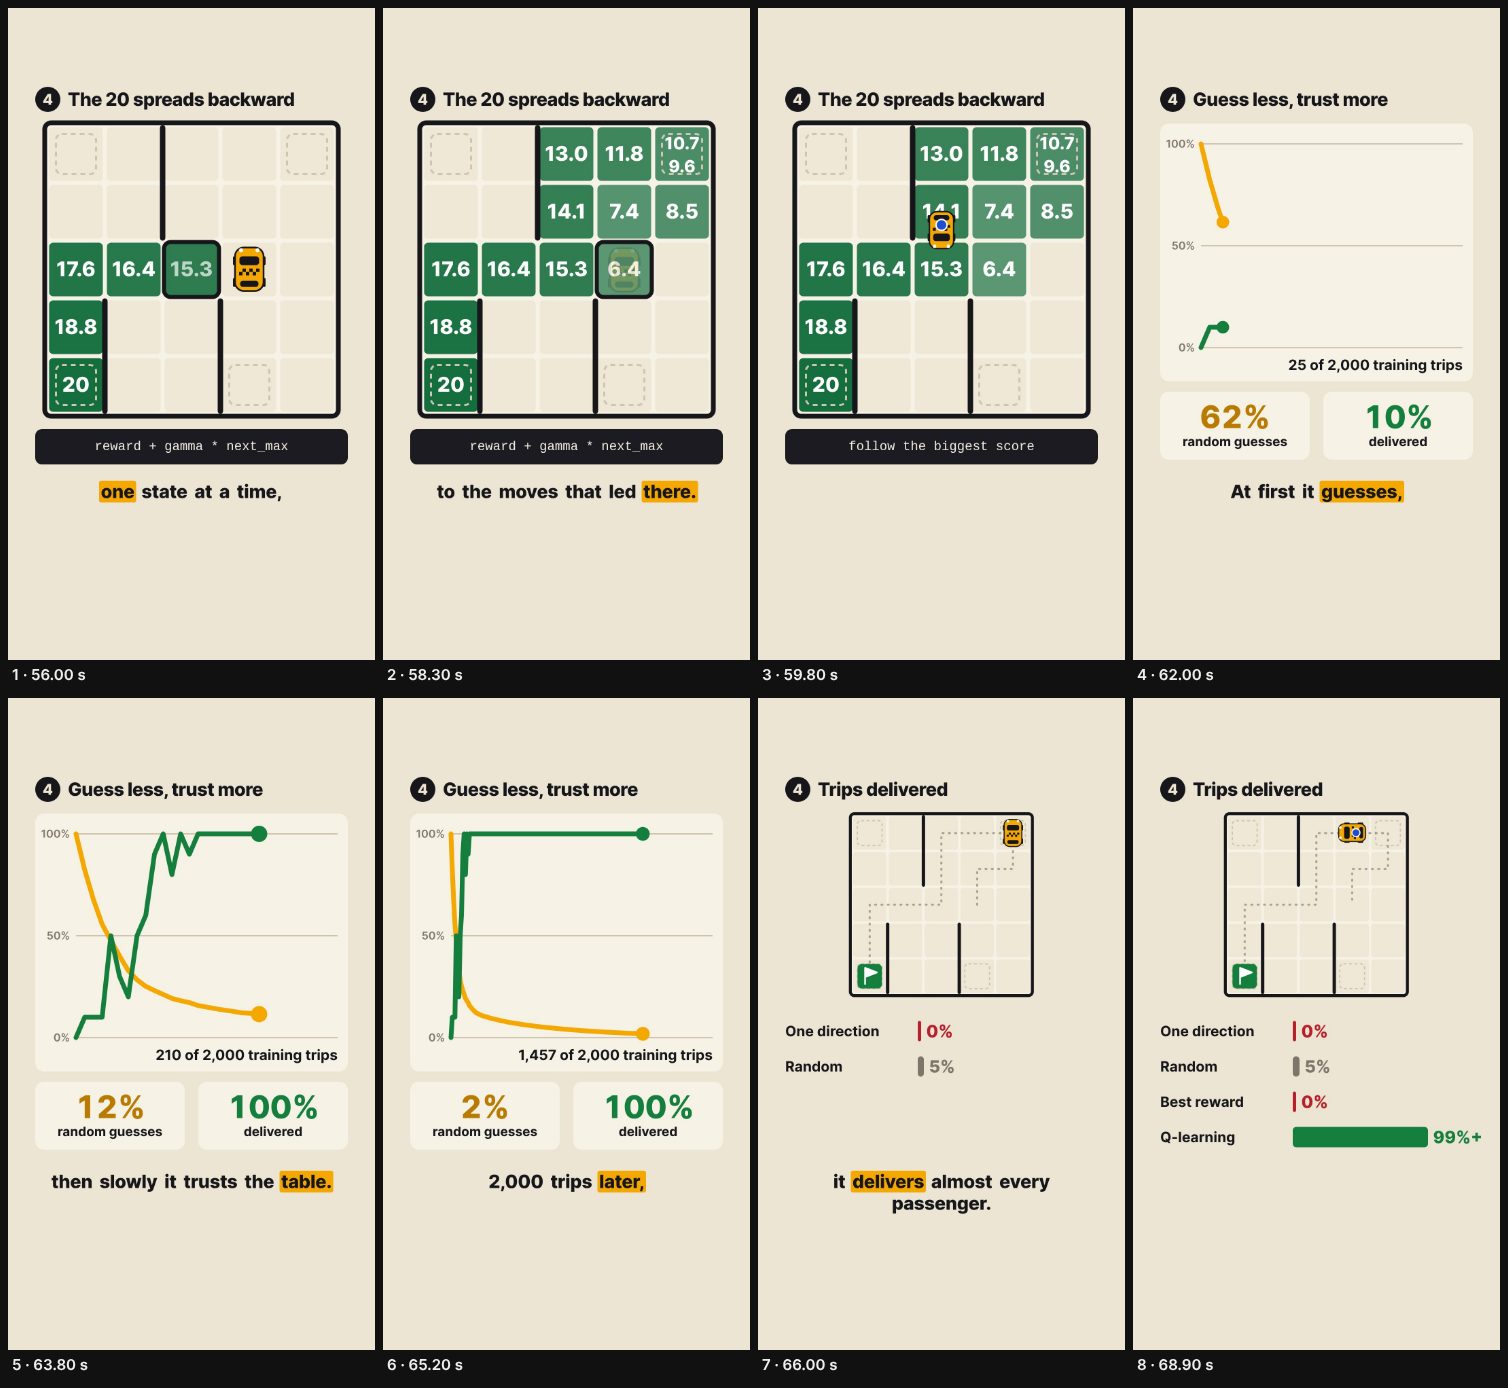 4 The 20 spreads backward
17.6 16.4 15.3
18.8
20
reward + gamma * next_max
one state at a time,
1 · 56.00 s
4 The 20 spreads backward
13.0 11.8 10.7
9.6
14.1 7.4 8.5
17.6 16.4 15.3 6.4
18.8
20
reward + gamma * next_max
to the moves that led there.
2 · 58.30 s
4 The 20 spreads backward
13.0 11.8 10.7
9.6
14.1 7.4 8.5
17.6 16.4 15.3 6.4
18.8
20
follow the biggest score
3 · 59.80 s
4 Guess less, trust more
100%
50%
0%
25 of 2,000 training trips
62% 10%
random guesses delivered
At first it guesses,
4 · 62.00 s
4 Guess less, trust more
100%
50%
0%
210 of 2,000 training trips
12% 100%
random guesses delivered
then slowly it trusts the table.
5 · 63.80 s
4 Guess less, trust more
100%
50%
0%
1,457 of 2,000 training trips
2% 100%
random guesses delivered
2,000 trips later,
6 · 65.20 s
4 Trips delivered
One direction 0%
Random 5%
it delivers almost every
passenger.
7 · 66.00 s
4 Trips delivered
One direction 0%
Random 5%
Best reward 0%
Q-learning 99%+
8 · 68.90 s